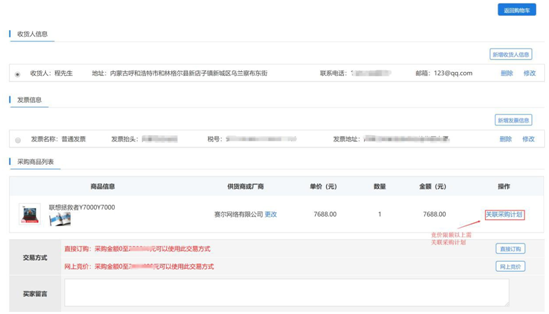 返回购物车
收货人信息
新增收货人信息
收货人：程先生 地址：内蒙古呼和浩特市和林格尔县新店子镇新城区乌兰察布东街 联系电话： 邮箱：123@qq.com 删除 修改
发票信息
新增发票信息
发票名称：普通发票 发票抬头： 税号： 发票地址： 删除 修改
采购商品列表
商品信息 供货商或厂商 单价（元） 数量 金额（元） 操作
联想拯救者Y7000Y7000 塞尔网络有限公司 更改 7688.00 1 7688.00 关联采购计划
竞价限额以上需
关联采购计划
交易方式
直接订购：采购金额0至 元可以使用此交易方式 直接订购
网上竞价：采购金额0至 元可以使用此交易方式 网上竞价
买家留言